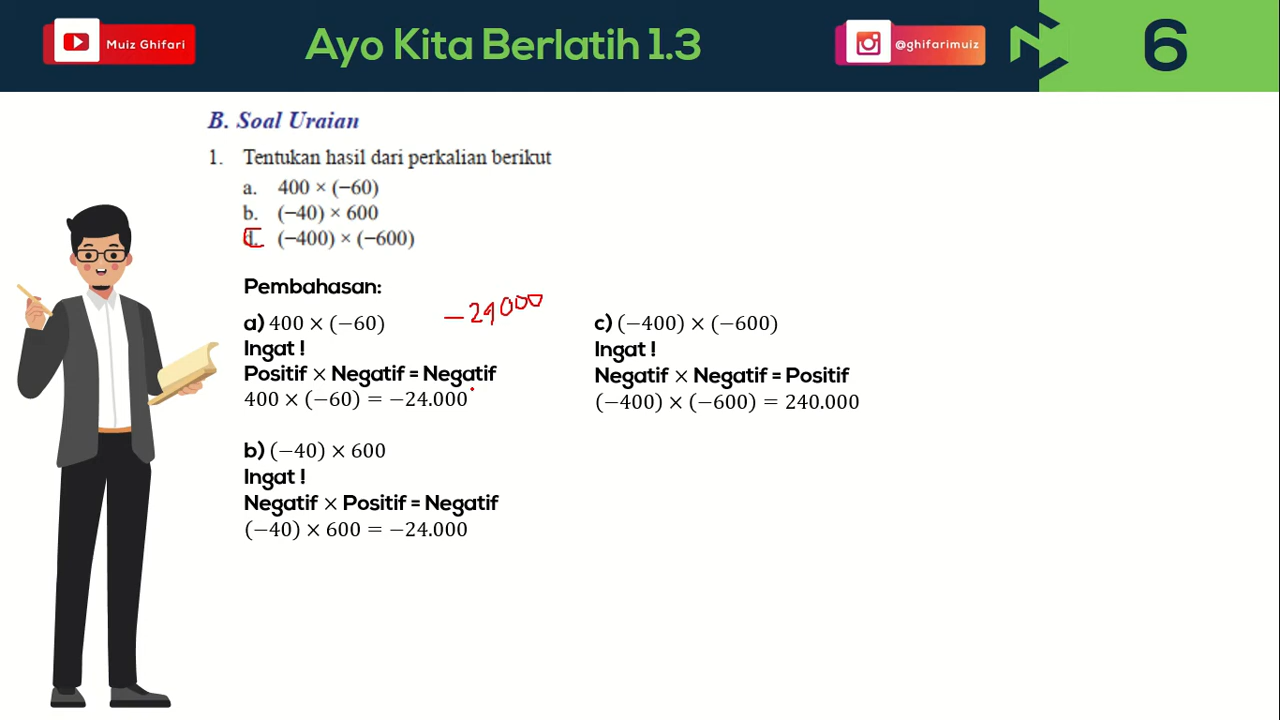 Muiz Ghifari
Ayo Kita Berlatih 1.3
@ghifarimuiz
6
B. Soal Uraian
1. Tentukan hasil dari perkalian berikut
a. 400 × (−60)
b. (−40) × 600
(−400) × (−600)
Pembahasan:
−24000
a) 400 × (−60)
Ingat !
Positif × Negatif = Negatif
400 × (−60) = −24.000
b) (−40) × 600
Ingat !
Negatif × Positif = Negatif
(−40) × 600 = −24.000
c) (−400) × (−600)
Ingat !
Negatif × Negatif = Positif
(−400) × (−600) = 240.000